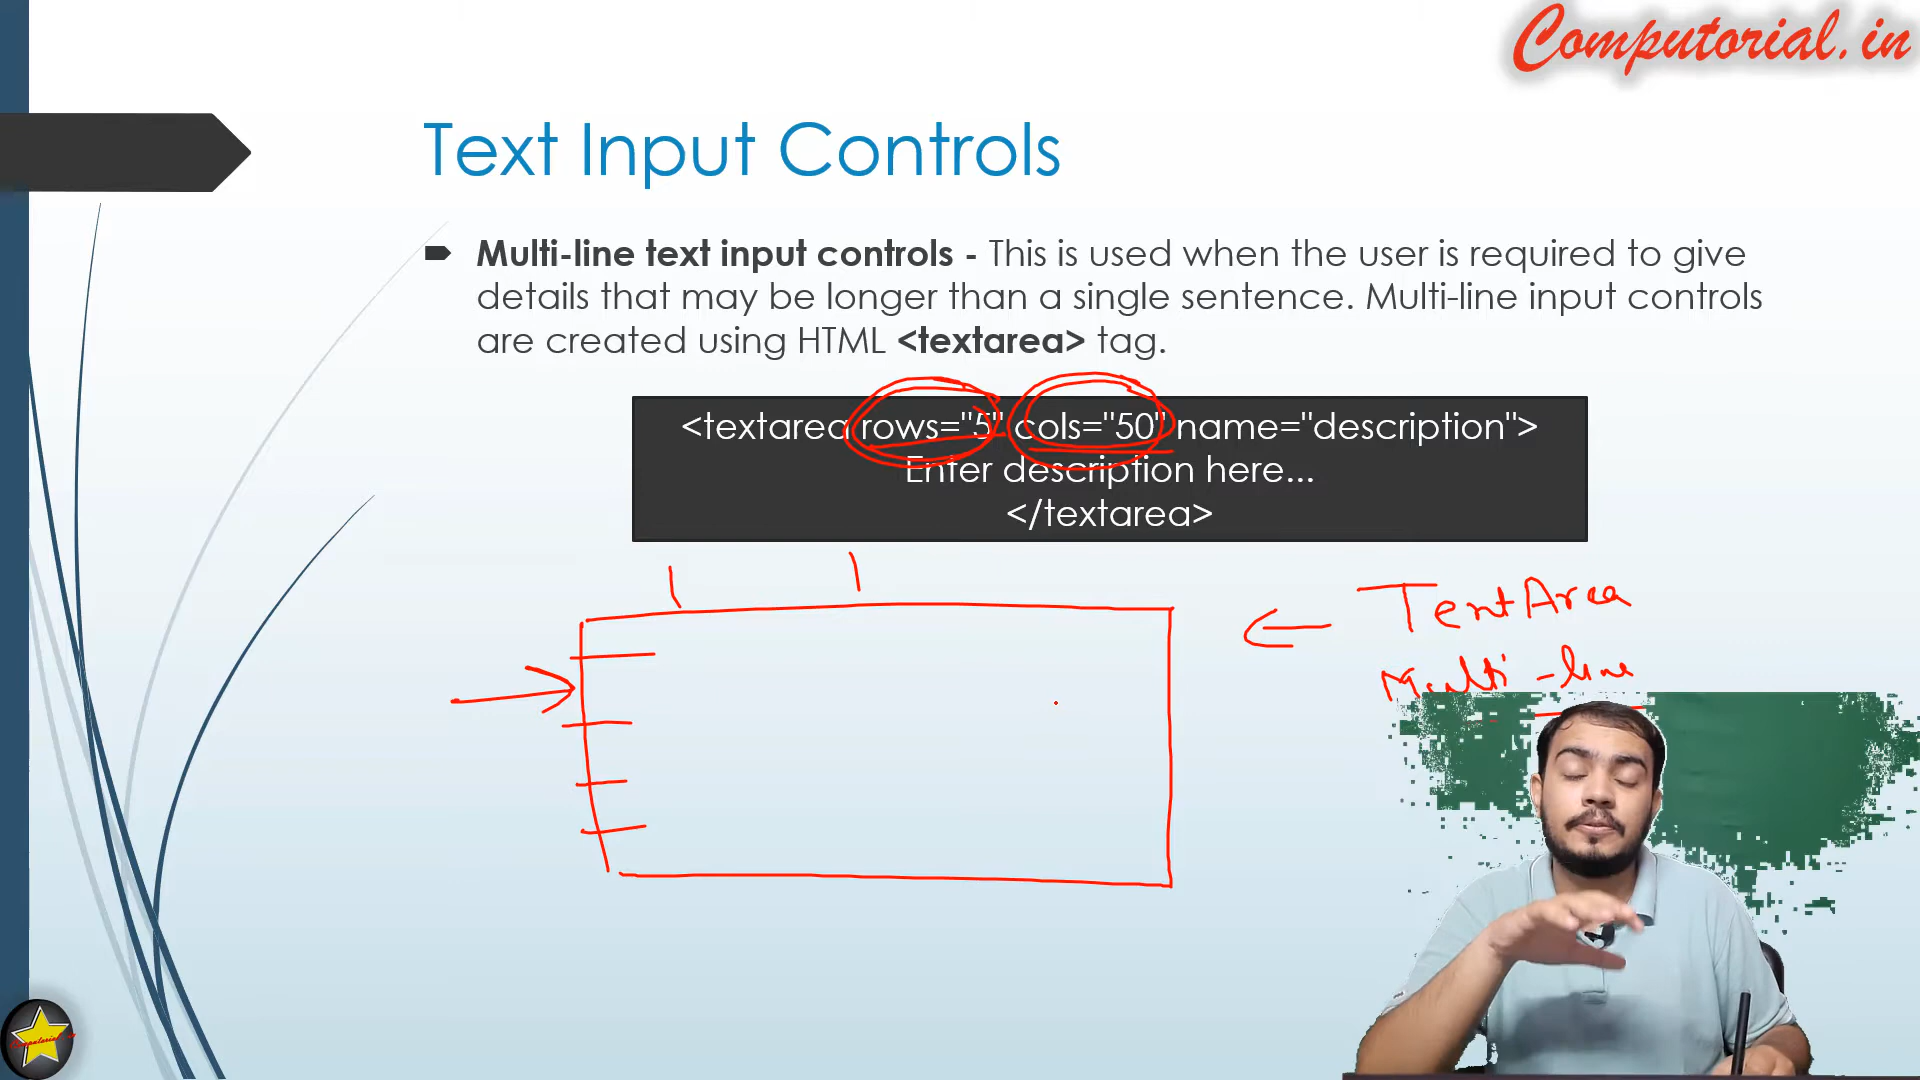 Computorial.in
Text Input Controls
Multi-line text input controls - This is used when the user is required to give
details that may be longer than a single sentence. Multi-line input controls
are created using HTML <textarea> tag.
<textarea rows="5" cols="50" name="description">
Enter description here...
</textarea>
TextArea
Multi-line